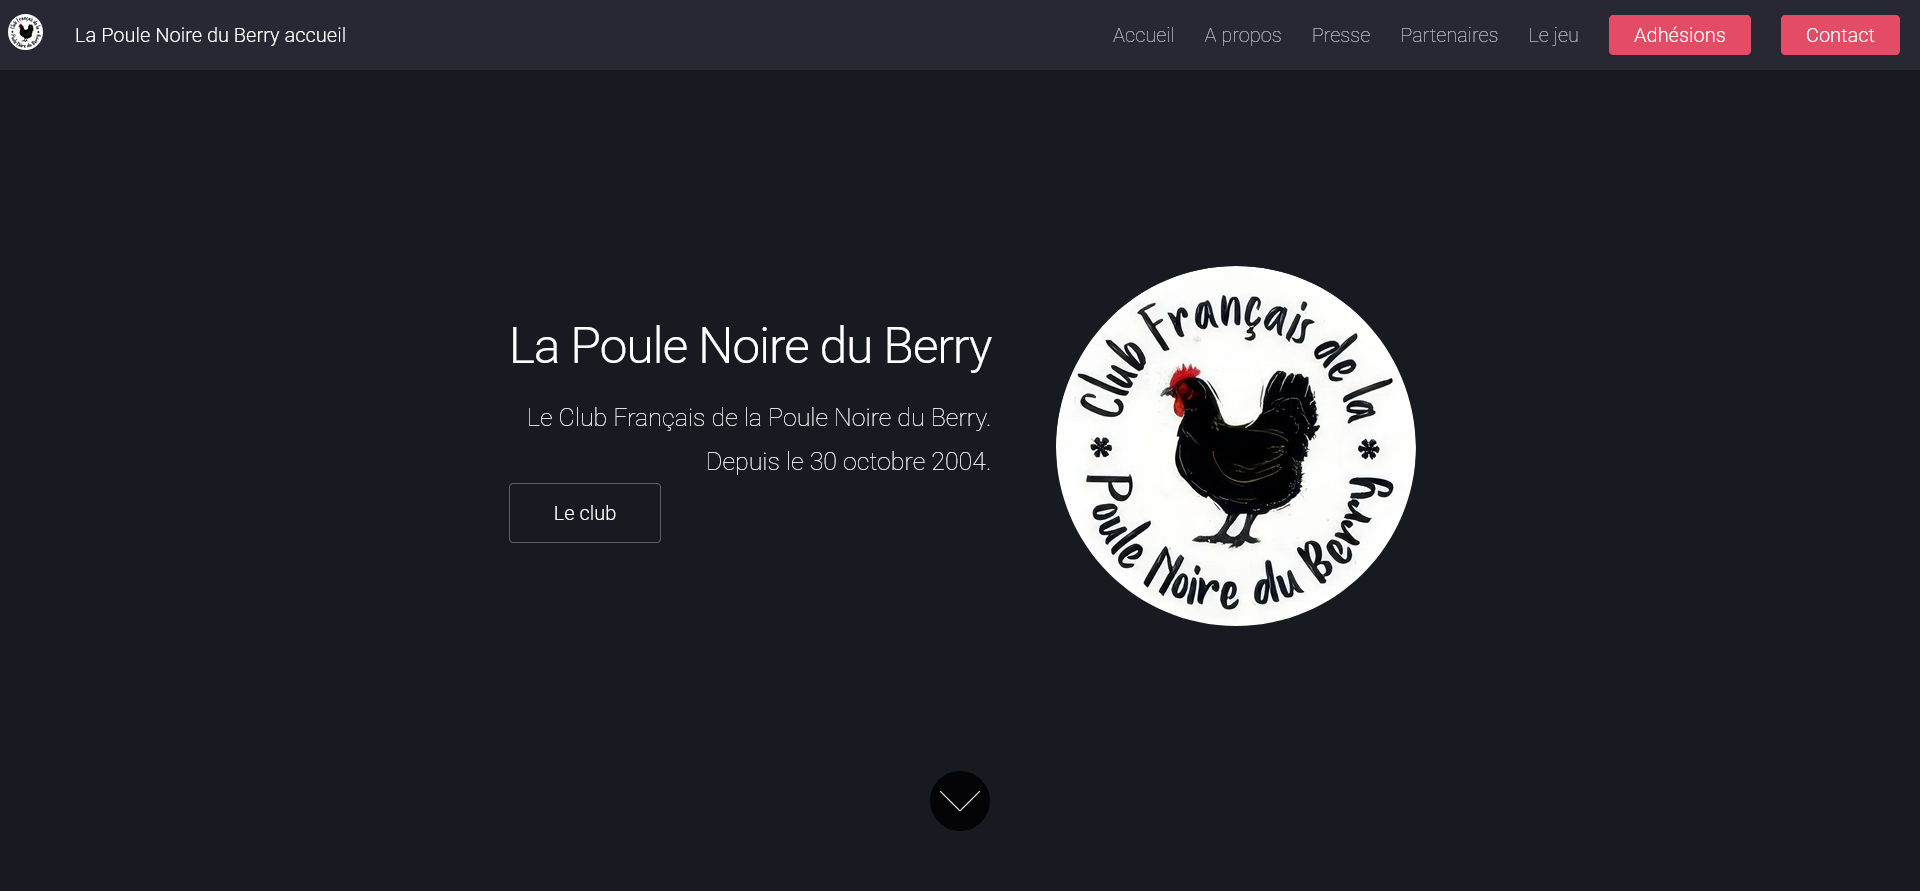 La Poule Noire du Berry accueil
Accueil
A propos
Presse
Partenaires
Le jeu
Adhésions
Contact
La Poule Noire du Berry
Le Club Français de la Poule Noire du Berry.
Depuis le 30 octobre 2004.
Le club
Club Français de la
* Poule Noire du Berry *